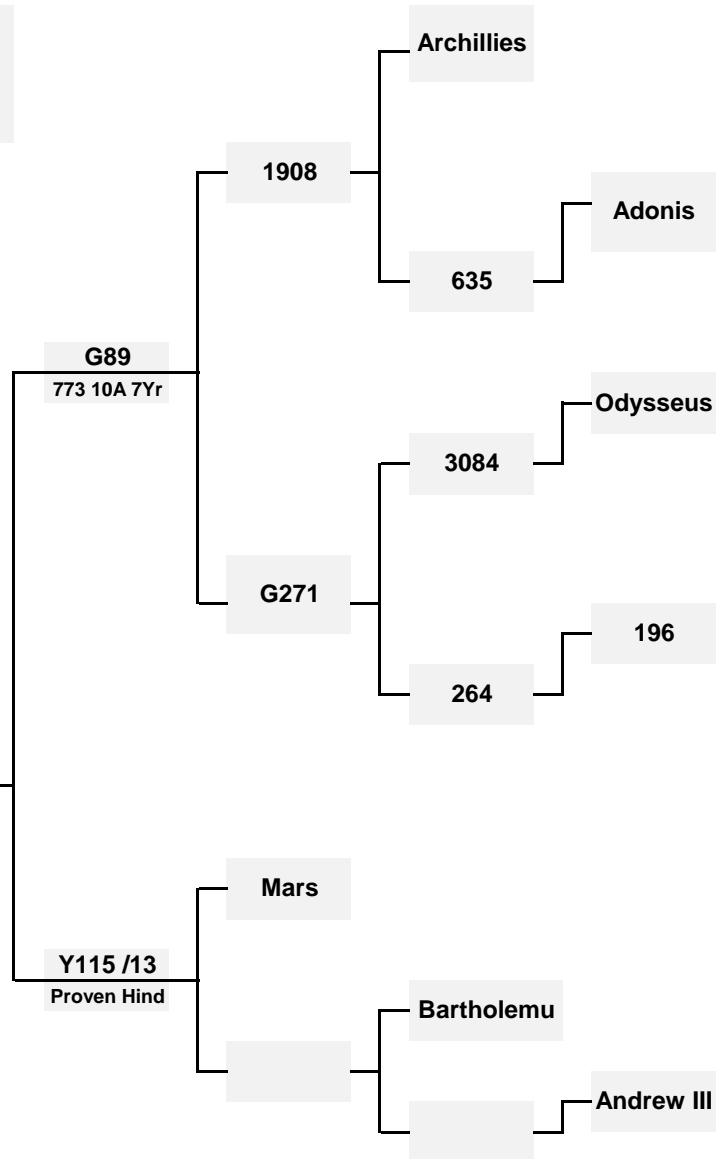 Archillies
1908
Adonis
635
G89
773 10A 7Yr
Odysseus
3084
G271
196
264
Mars
Y115 /13
Proven Hind
Bartholemu
Andrew III